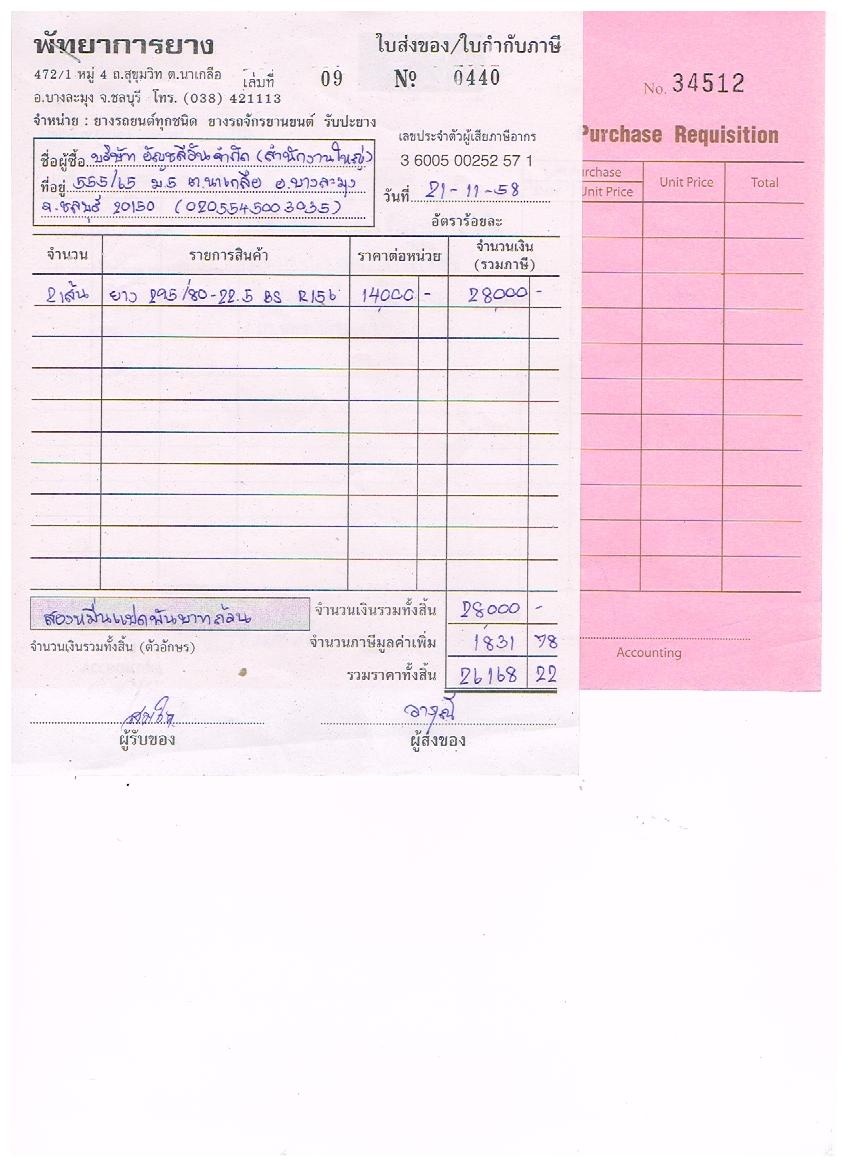 พัทยาการยาง
ใบส่งของ/ใบกำกับภาษี
472/1 หมู่ 4 ถ.สุขุมวิท ต.นาเกลือ
เล่มที่ 09 № 0440
อ.บางละมุง จ.ชลบุรี โทร. (038) 421113
จำหน่าย : ยางรถยนต์ทุกชนิด ยางรถจักรยานยนต์ รับปะยาง
เลขประจำตัวผู้เสียภาษีอากร
3 6005 00252 57 1
ชื่อผู้ซื้อ บริษัท อัญชลีวัน จำกัด (สำนักงานใหญ่)
ที่อยู่ 555/65 ม.5 ต.นาเกลือ อ.บางละมุง
จ.ชลบุรี 20150 (0205545003035)
วันที่ 21-11-58
อัตราร้อยละ
จำนวน รายการสินค้า ราคาต่อหน่วย จำนวนเงิน (รวมภาษี)
2 เส้น ยาง 295/80-22.5 BS R156 14000 - 28000 -
สองหมื่นแปดพันบาทถ้วน
จำนวนเงินรวมทั้งสิ้น 28000 -
จำนวนเงินรวมทั้งสิ้น (ตัวอักษร)
จำนวนภาษีมูลค่าเพิ่ม 1831 78
รวมราคาทั้งสิ้น 26168 22
ผู้รับของ
ผู้ส่งของ
No. 34512
Purchase Requisition
Unit Price
Unit Price
Total
Accounting